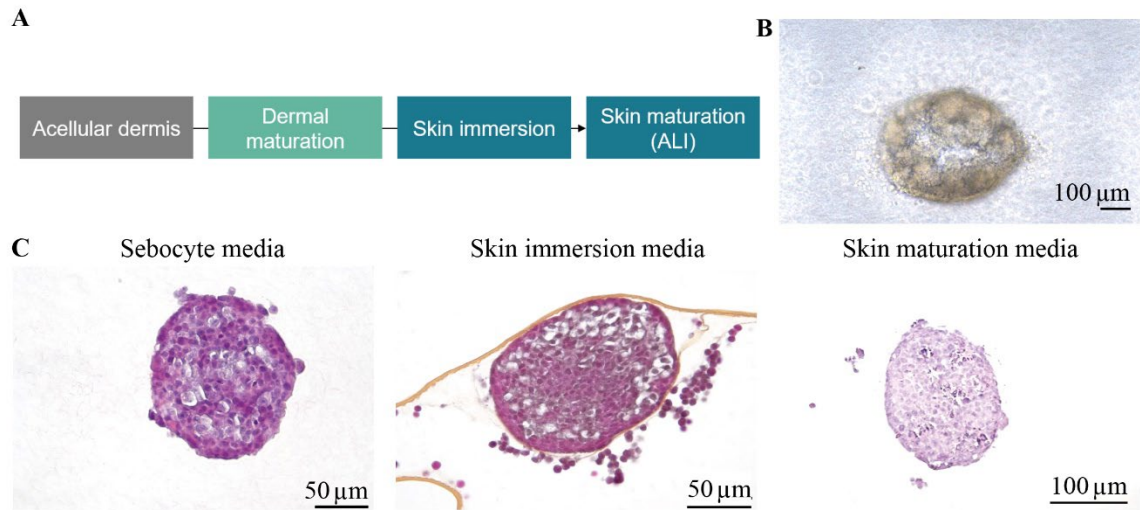 A
B
Acellular dermis
Dermal
maturation
Skin immersion
Skin maturation
(ALI)
100 µm
C
Sebocyte media
Skin immersion media
Skin maturation media
50 µm
50 µm
100 µm